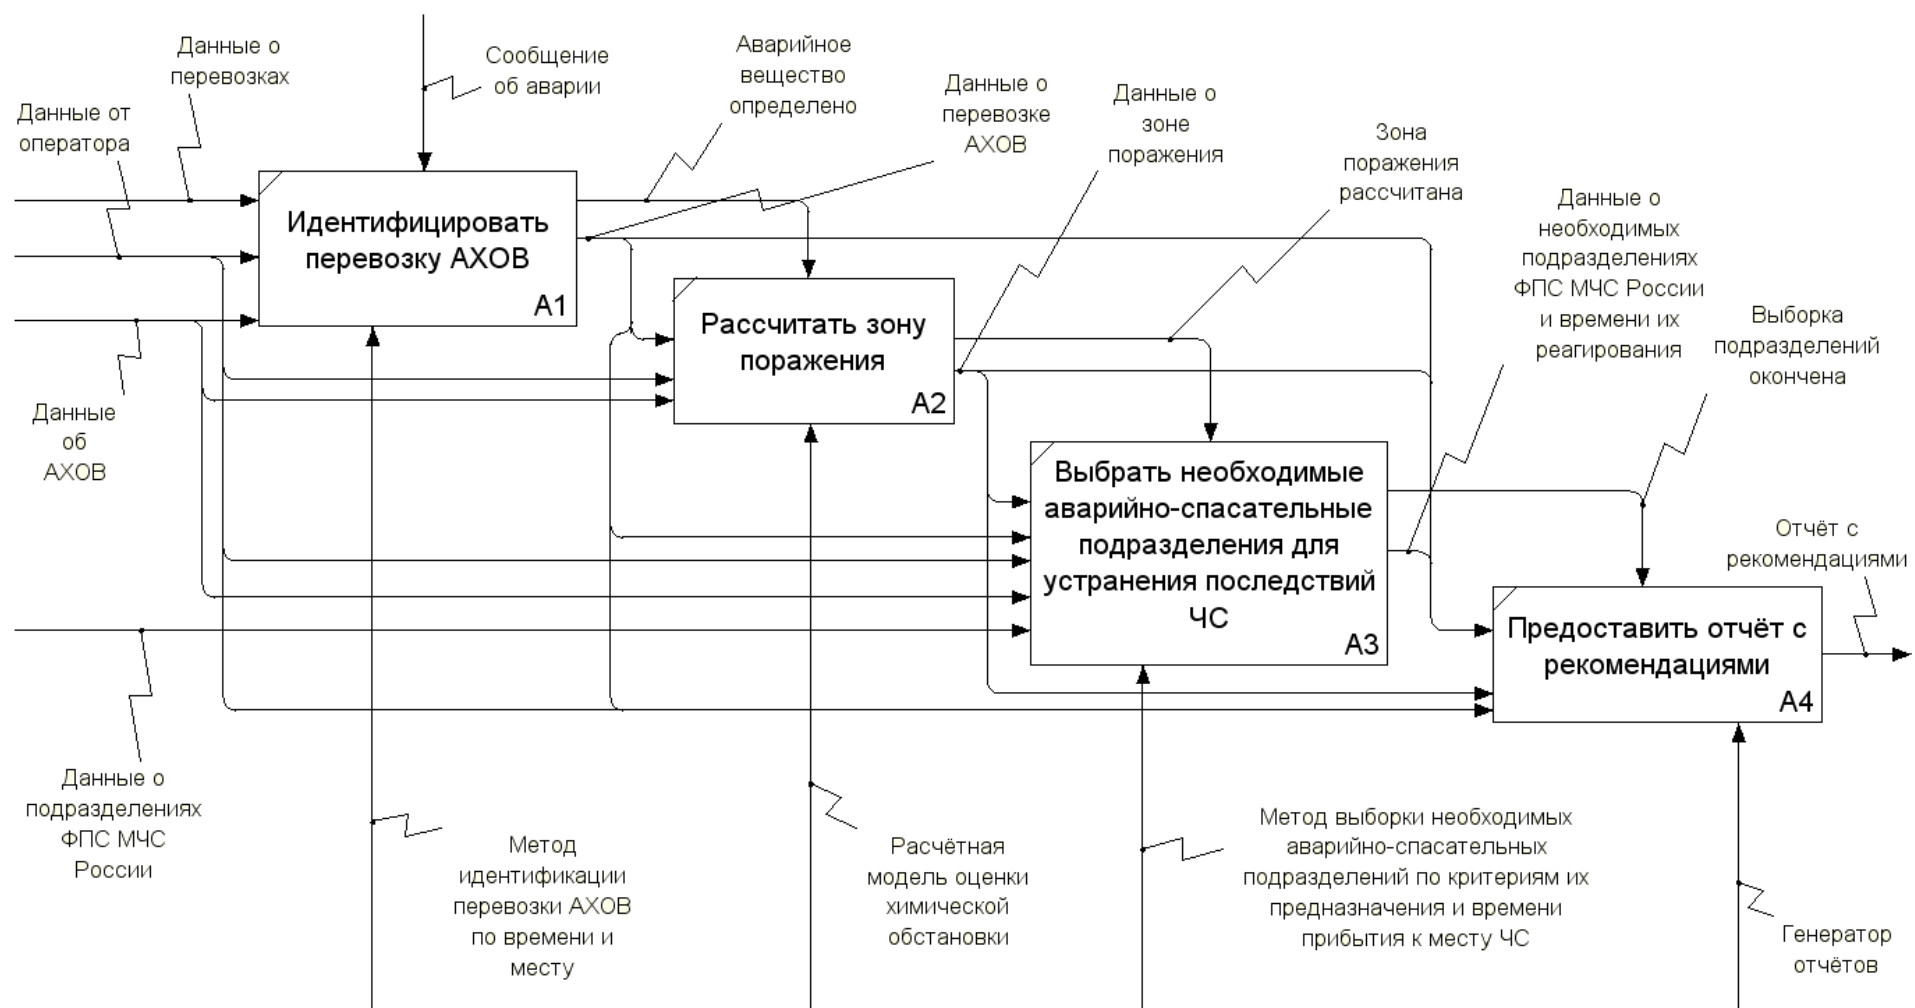 Данные о
перевозках
Сообщение
об аварии
Аварийное
вещество
определено
Данные о
перевозке
АХОВ
Данные о
зоне
поражения
Зона
поражения
рассчитана
Данные от
оператора
Данные о
необходимых
подразделениях
ФПС МЧС России
и времени их
реагирования
Выборка
подразделений
окончена
Идентифицировать
перевозку АХОВ
A1
Рассчитать зону
поражения
A2
Данные
об
АХОВ
Выбрать необходимые
аварийно-спасательные
подразделения для
устранения последствий
ЧС
A3
Отчёт с
рекомендациями
Предоставить отчёт с
рекомендациями
A4
Данные о
подразделениях
ФПС МЧС
России
Метод
идентификации
перевозки АХОВ
по времени и
месту
Расчётная
модель оценки
химической
обстановки
Метод выборки необходимых
аварийно-спасательных
подразделений по критериям их
предназначения и времени
прибытия к месту ЧС
Генератор
отчётов